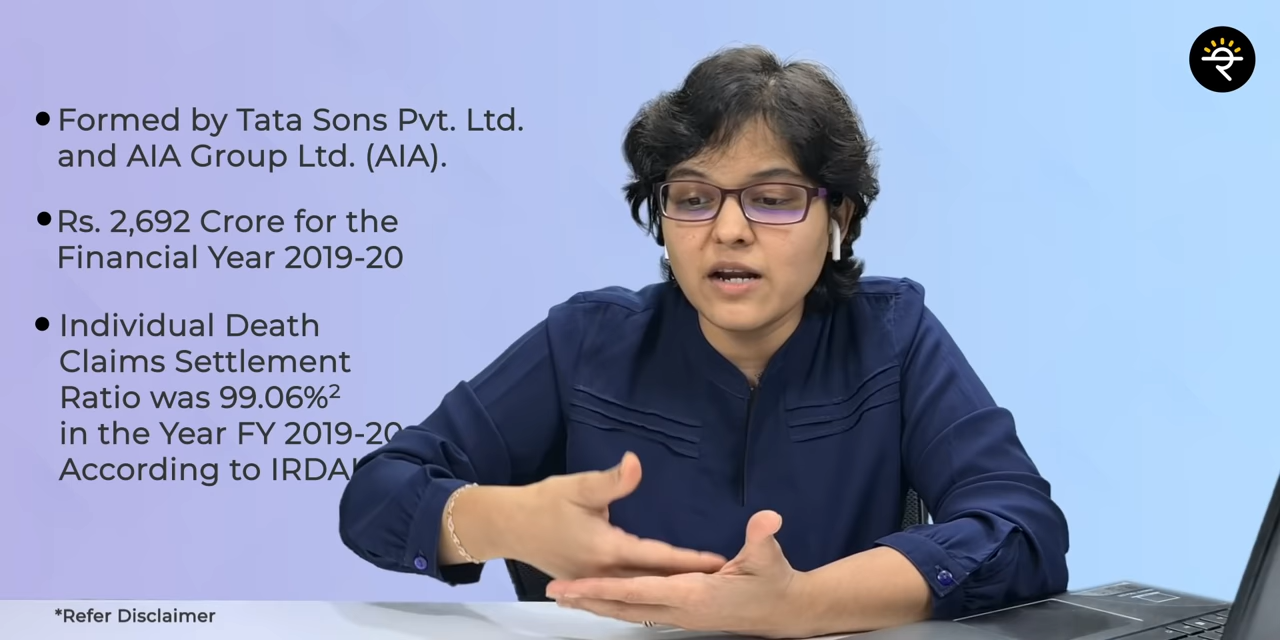 Formed by Tata Sons Pvt. Ltd.
and AIA Group Ltd. (AIA).
Rs. 2,692 Crore for the
Financial Year 2019-20
Individual Death
Claims Settlement
Ratio was 99.06%²
in the Year FY 2019-20
According to IRDAI
*Refer Disclaimer